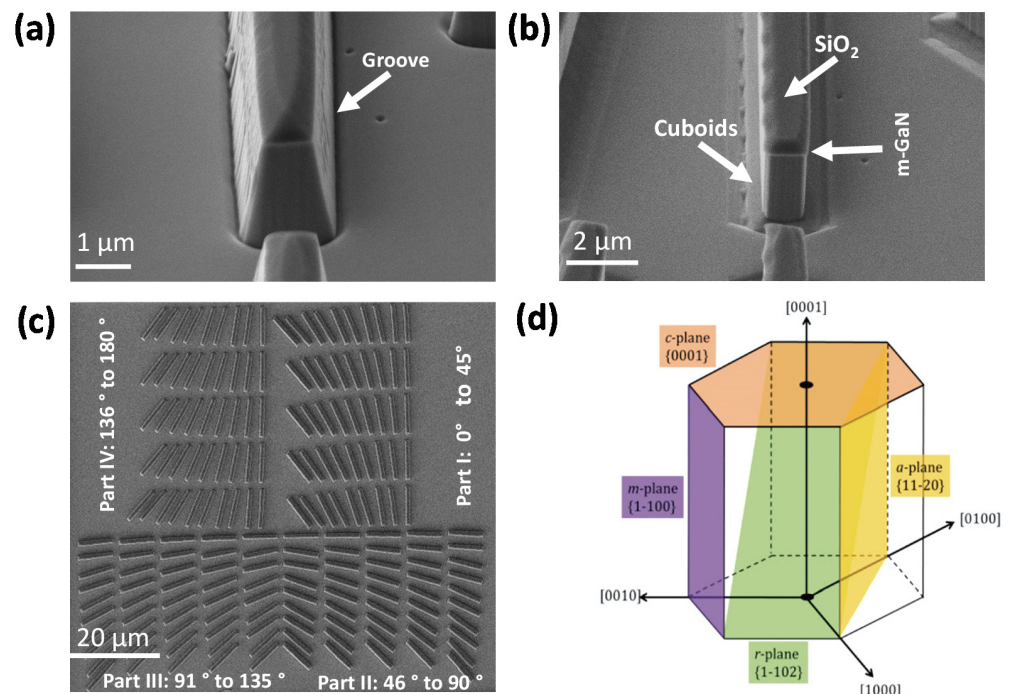 (a)
Groove
1 µm
(b)
SiO2
Cuboids
m-GaN
2 µm
(c)
Part IV: 136 ° to 180 °
Part I: 0° to 45°
20 µm
Part III: 91 ° to 135 °
Part II: 46 ° to 90 °
(d)
[0001]
c-plane
{0001}
m-plane
{1-100}
a-plane
{11-20}
[0100]
[0010]
r-plane
{1-102}
[1000]